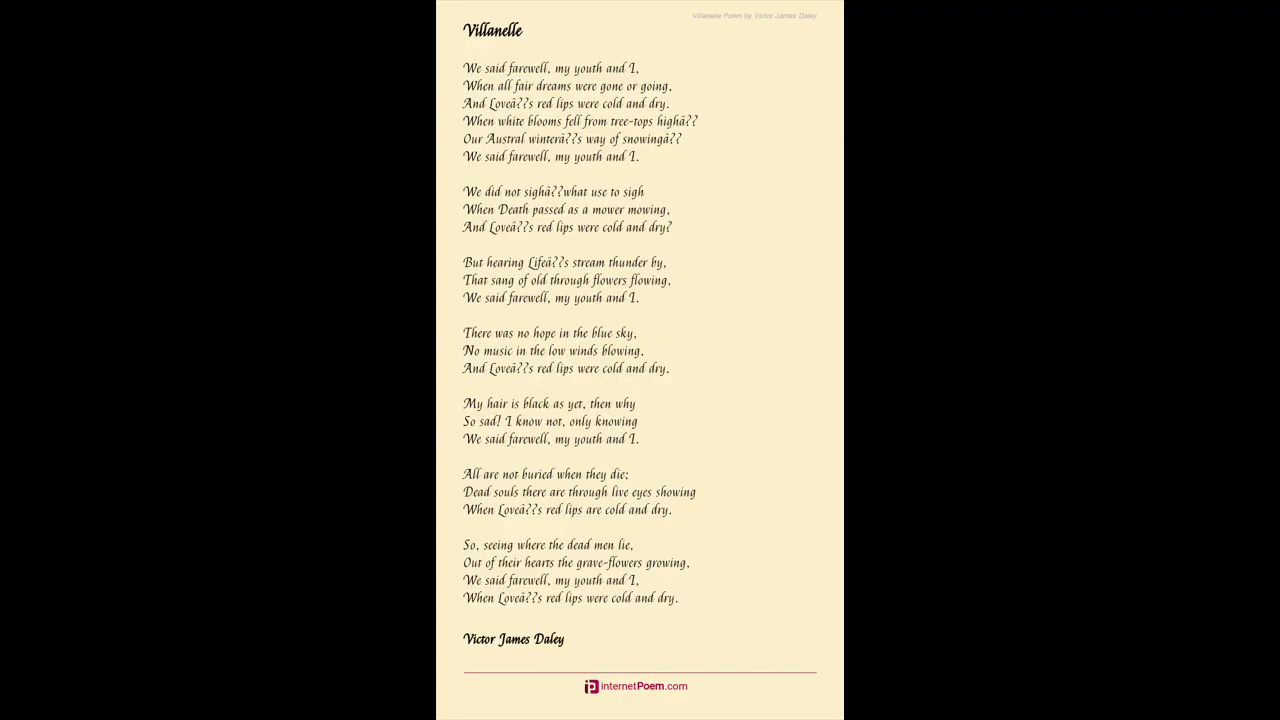 Villanelle Poem by Victor James Daley
Villanelle
We said farewell, my youth and I,
When all fair dreams were gone or going,
And Loveâ??s red lips were cold and dry.
When white blooms fell from tree-tops highâ??
Our Austral winterâ??s way of snowingâ??
We said farewell, my youth and I.
We did not sighâ??what use to sigh
When Death passed as a mower mowing,
And Loveâ??s red lips were cold and dry?
But hearing Lifeâ??s stream thunder by,
That sang of old through flowers flowing,
We said farewell, my youth and I.
There was no hope in the blue sky,
No music in the low winds blowing,
And Loveâ??s red lips were cold and dry.
My hair is black as yet, then why
So sad! I know not, only knowing
We said farewell, my youth and I.
All are not buried when they die;
Dead souls there are through live eyes showing
When Loveâ??s red lips are cold and dry.
So, seeing where the dead men lie,
Out of their hearts the grave-flowers growing,
We said farewell, my youth and I,
When Loveâ??s red lips were cold and dry.
Victor James Daley
internetPoem.com